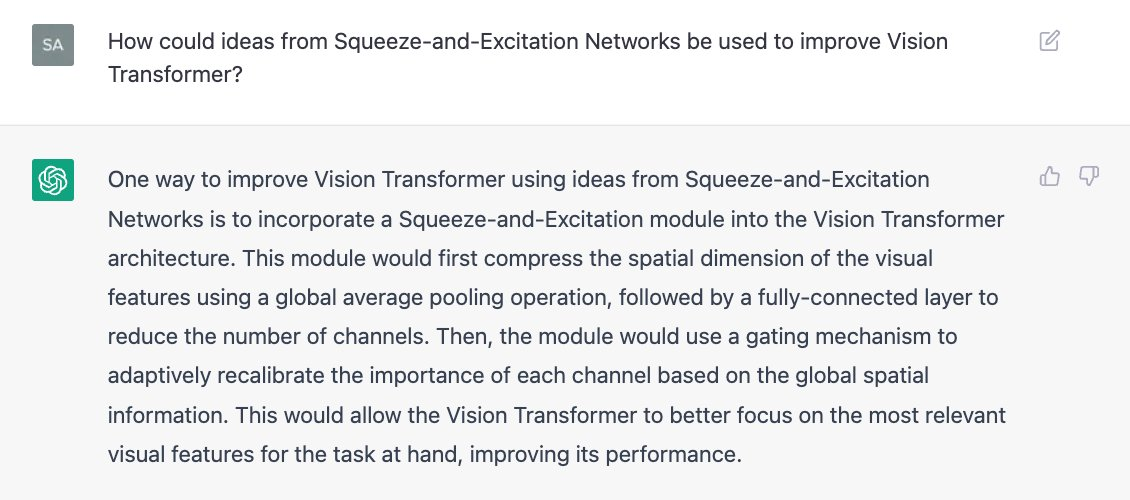 SA
How could ideas from Squeeze-and-Excitation Networks be used to improve Vision
Transformer?
One way to improve Vision Transformer using ideas from Squeeze-and-Excitation
Networks is to incorporate a Squeeze-and-Excitation module into the Vision Transformer
architecture. This module would first compress the spatial dimension of the visual
features using a global average pooling operation, followed by a fully-connected layer to
reduce the number of channels. Then, the module would use a gating mechanism to
adaptively recalibrate the importance of each channel based on the global spatial
information. This would allow the Vision Transformer to better focus on the most relevant
visual features for the task at hand, improving its performance.